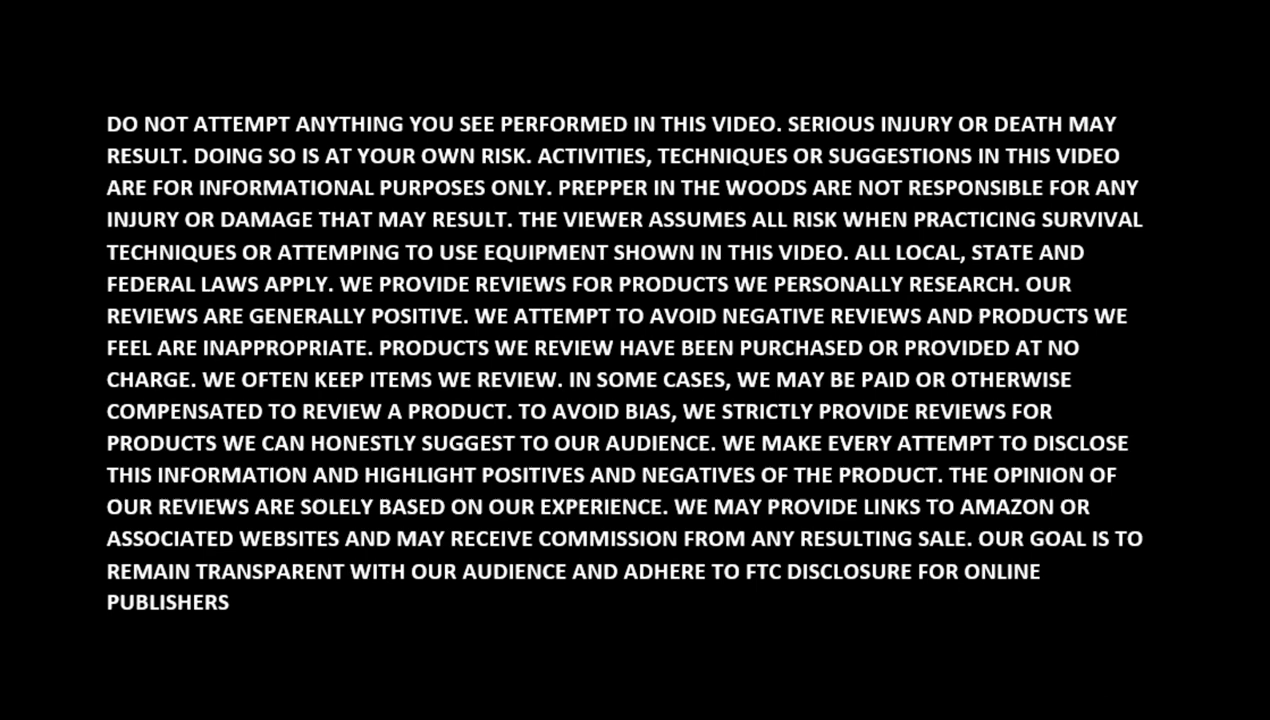 DO NOT ATTEMPT ANYTHING YOU SEE PERFORMED IN THIS VIDEO. SERIOUS INJURY OR DEATH MAY
RESULT. DOING SO IS AT YOUR OWN RISK. ACTIVITIES, TECHNIQUES OR SUGGESTIONS IN THIS VIDEO
ARE FOR INFORMATIONAL PURPOSES ONLY. PREPPER IN THE WOODS ARE NOT RESPONSIBLE FOR ANY
INJURY OR DAMAGE THAT MAY RESULT. THE VIEWER ASSUMES ALL RISK WHEN PRACTICING SURVIVAL
TECHNIQUES OR ATTEMPING TO USE EQUIPMENT SHOWN IN THIS VIDEO. ALL LOCAL, STATE AND
FEDERAL LAWS APPLY. WE PROVIDE REVIEWS FOR PRODUCTS WE PERSONALLY RESEARCH. OUR
REVIEWS ARE GENERALLY POSITIVE. WE ATTEMPT TO AVOID NEGATIVE REVIEWS AND PRODUCTS WE
FEEL ARE INAPPROPRIATE. PRODUCTS WE REVIEW HAVE BEEN PURCHASED OR PROVIDED AT NO
CHARGE. WE OFTEN KEEP ITEMS WE REVIEW. IN SOME CASES, WE MAY BE PAID OR OTHERWISE
COMPENSATED TO REVIEW A PRODUCT. TO AVOID BIAS, WE STRICTLY PROVIDE REVIEWS FOR
PRODUCTS WE CAN HONESTLY SUGGEST TO OUR AUDIENCE. WE MAKE EVERY ATTEMPT TO DISCLOSE
THIS INFORMATION AND HIGHLIGHT POSITIVES AND NEGATIVES OF THE PRODUCT. THE OPINION OF
OUR REVIEWS ARE SOLELY BASED ON OUR EXPERIENCE. WE MAY PROVIDE LINKS TO AMAZON OR
ASSOCIATED WEBSITES AND MAY RECEIVE COMMISSION FROM ANY RESULTING SALE. OUR GOAL IS TO
REMAIN TRANSPARENT WITH OUR AUDIENCE AND ADHERE TO FTC DISCLOSURE FOR ONLINE
PUBLISHERS